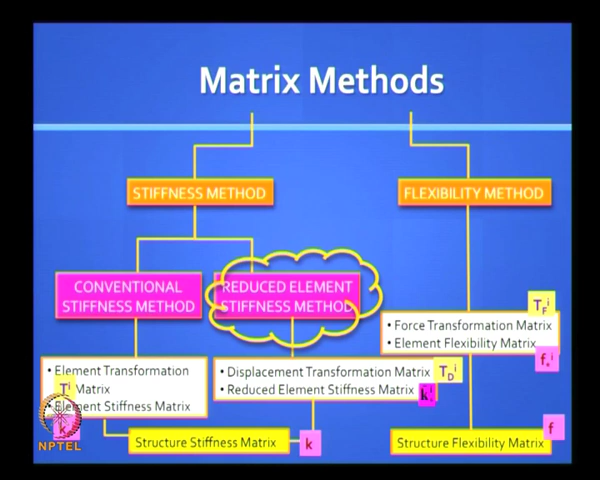 Matrix Methods
STIFFNESS METHOD
FLEXIBILITY METHOD
CONVENTIONAL
STIFFNESS METHOD
REDUCED ELEMENT
STIFFNESS METHOD
T_F^i
• Force Transformation Matrix
• Element Flexibility Matrix
f_*^i
• Element Transformation
T^i Matrix
• Element Stiffness Matrix
• Displacement Transformation Matrix T_D^i
• Reduced Element Stiffness Matrix
k
NPTEL
Structure Stiffness Matrix k
Structure Flexibility Matrix f